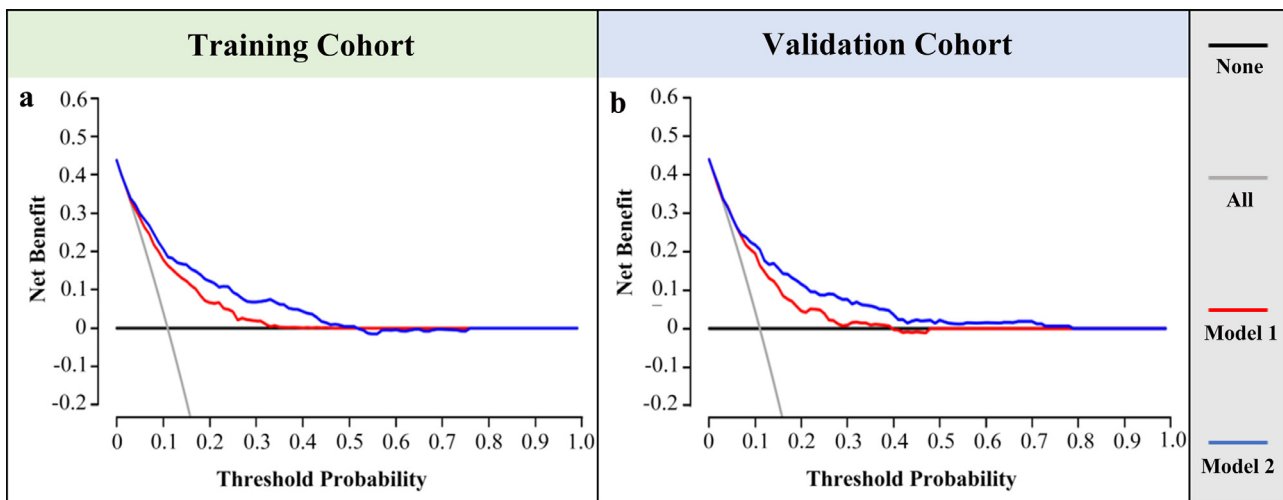 Training Cohort
Validation Cohort
a
0.6
0.5
0.4
0.3
0.2
0.1
0
-0.1
-0.2
Net Benefit
0 0.1 0.2 0.3 0.4 0.5 0.6 0.7 0.8 0.9 1.0
Threshold Probability
b
0.6
0.5
0.4
0.3
0.2
0.1
0
-0.1
-0.2
Net Benefit
0 0.1 0.2 0.3 0.4 0.5 0.6 0.7 0.8 0.9 1.0
Threshold Probability
None
All
Model 1
Model 2